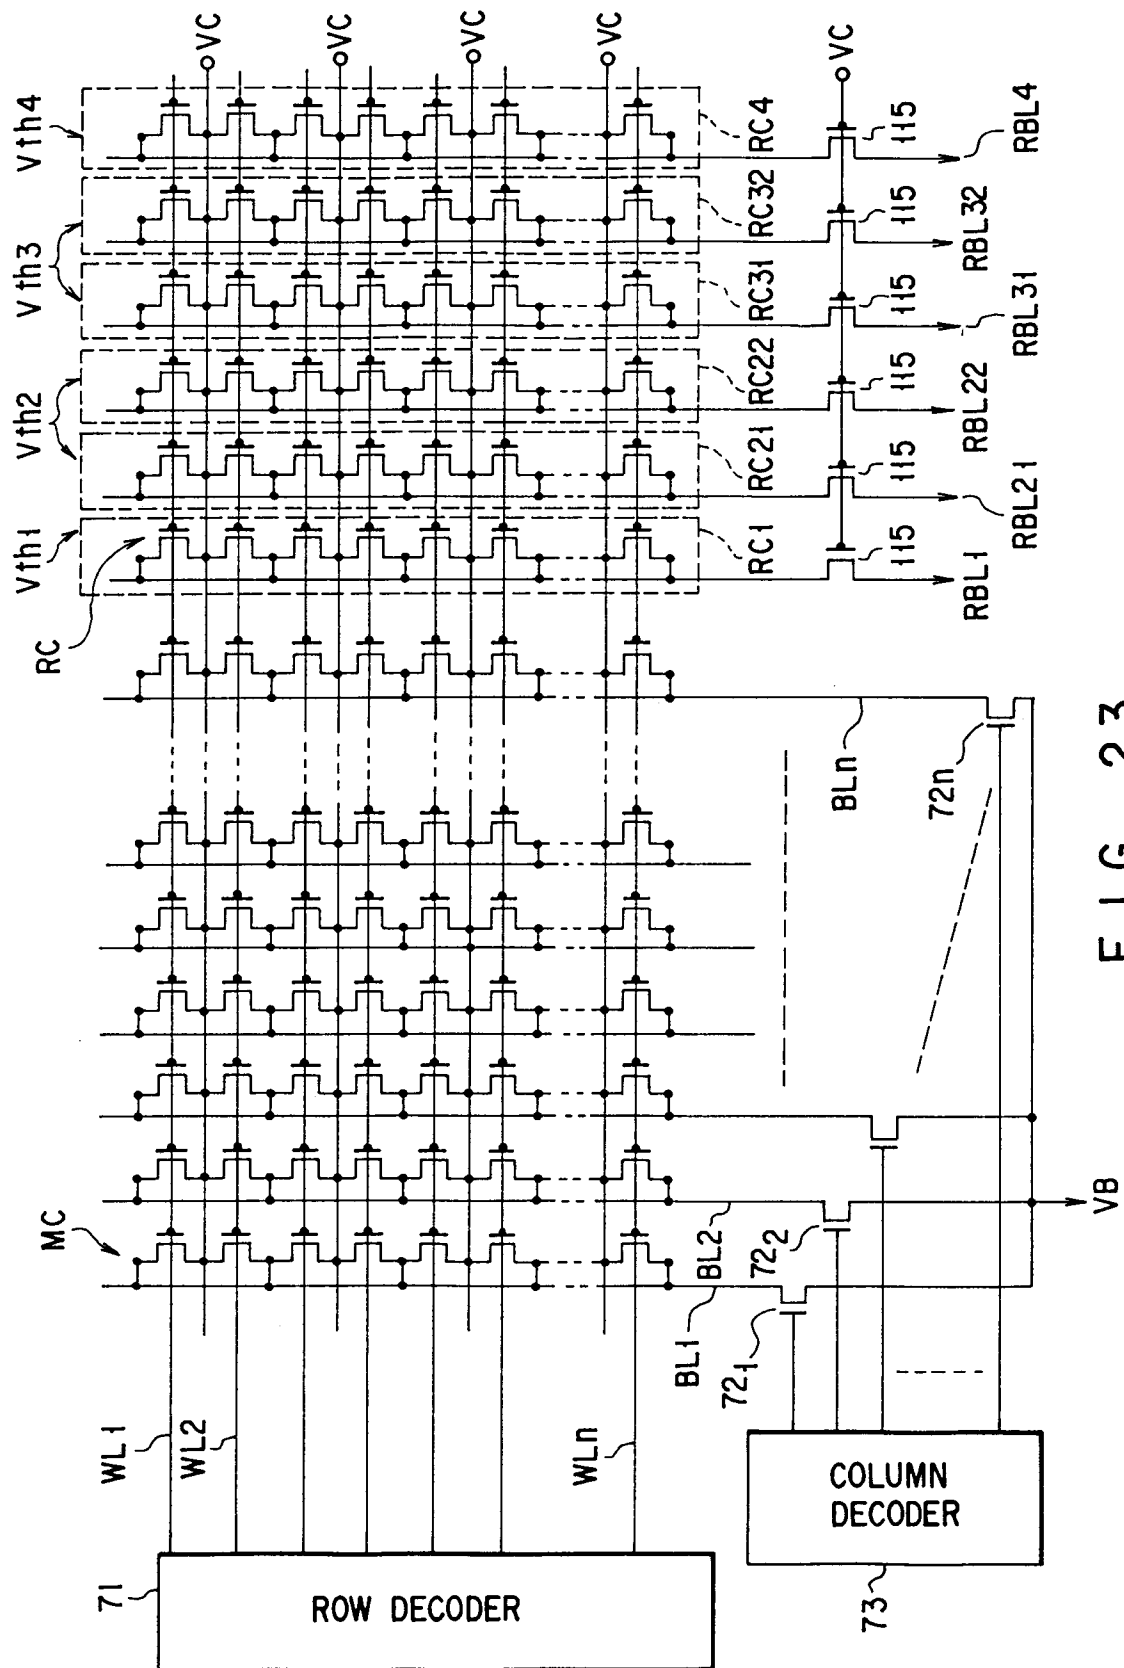 Vth1
Vth2
Vth3
Vth4
RC
VC
VC
VC
VC
MC
WL1
WL2
WLn
71
ROW DECODER
RC1
RC21
RC22
RC31
RC32
RC4
VC
115
115
115
115
115
115
RBL1
RBL21
RBL22
RBL31
RBL32
RBL4
BL1
BL2
BLn
721
722
72n
COLUMN
DECODER
73
VB
FIG. 23